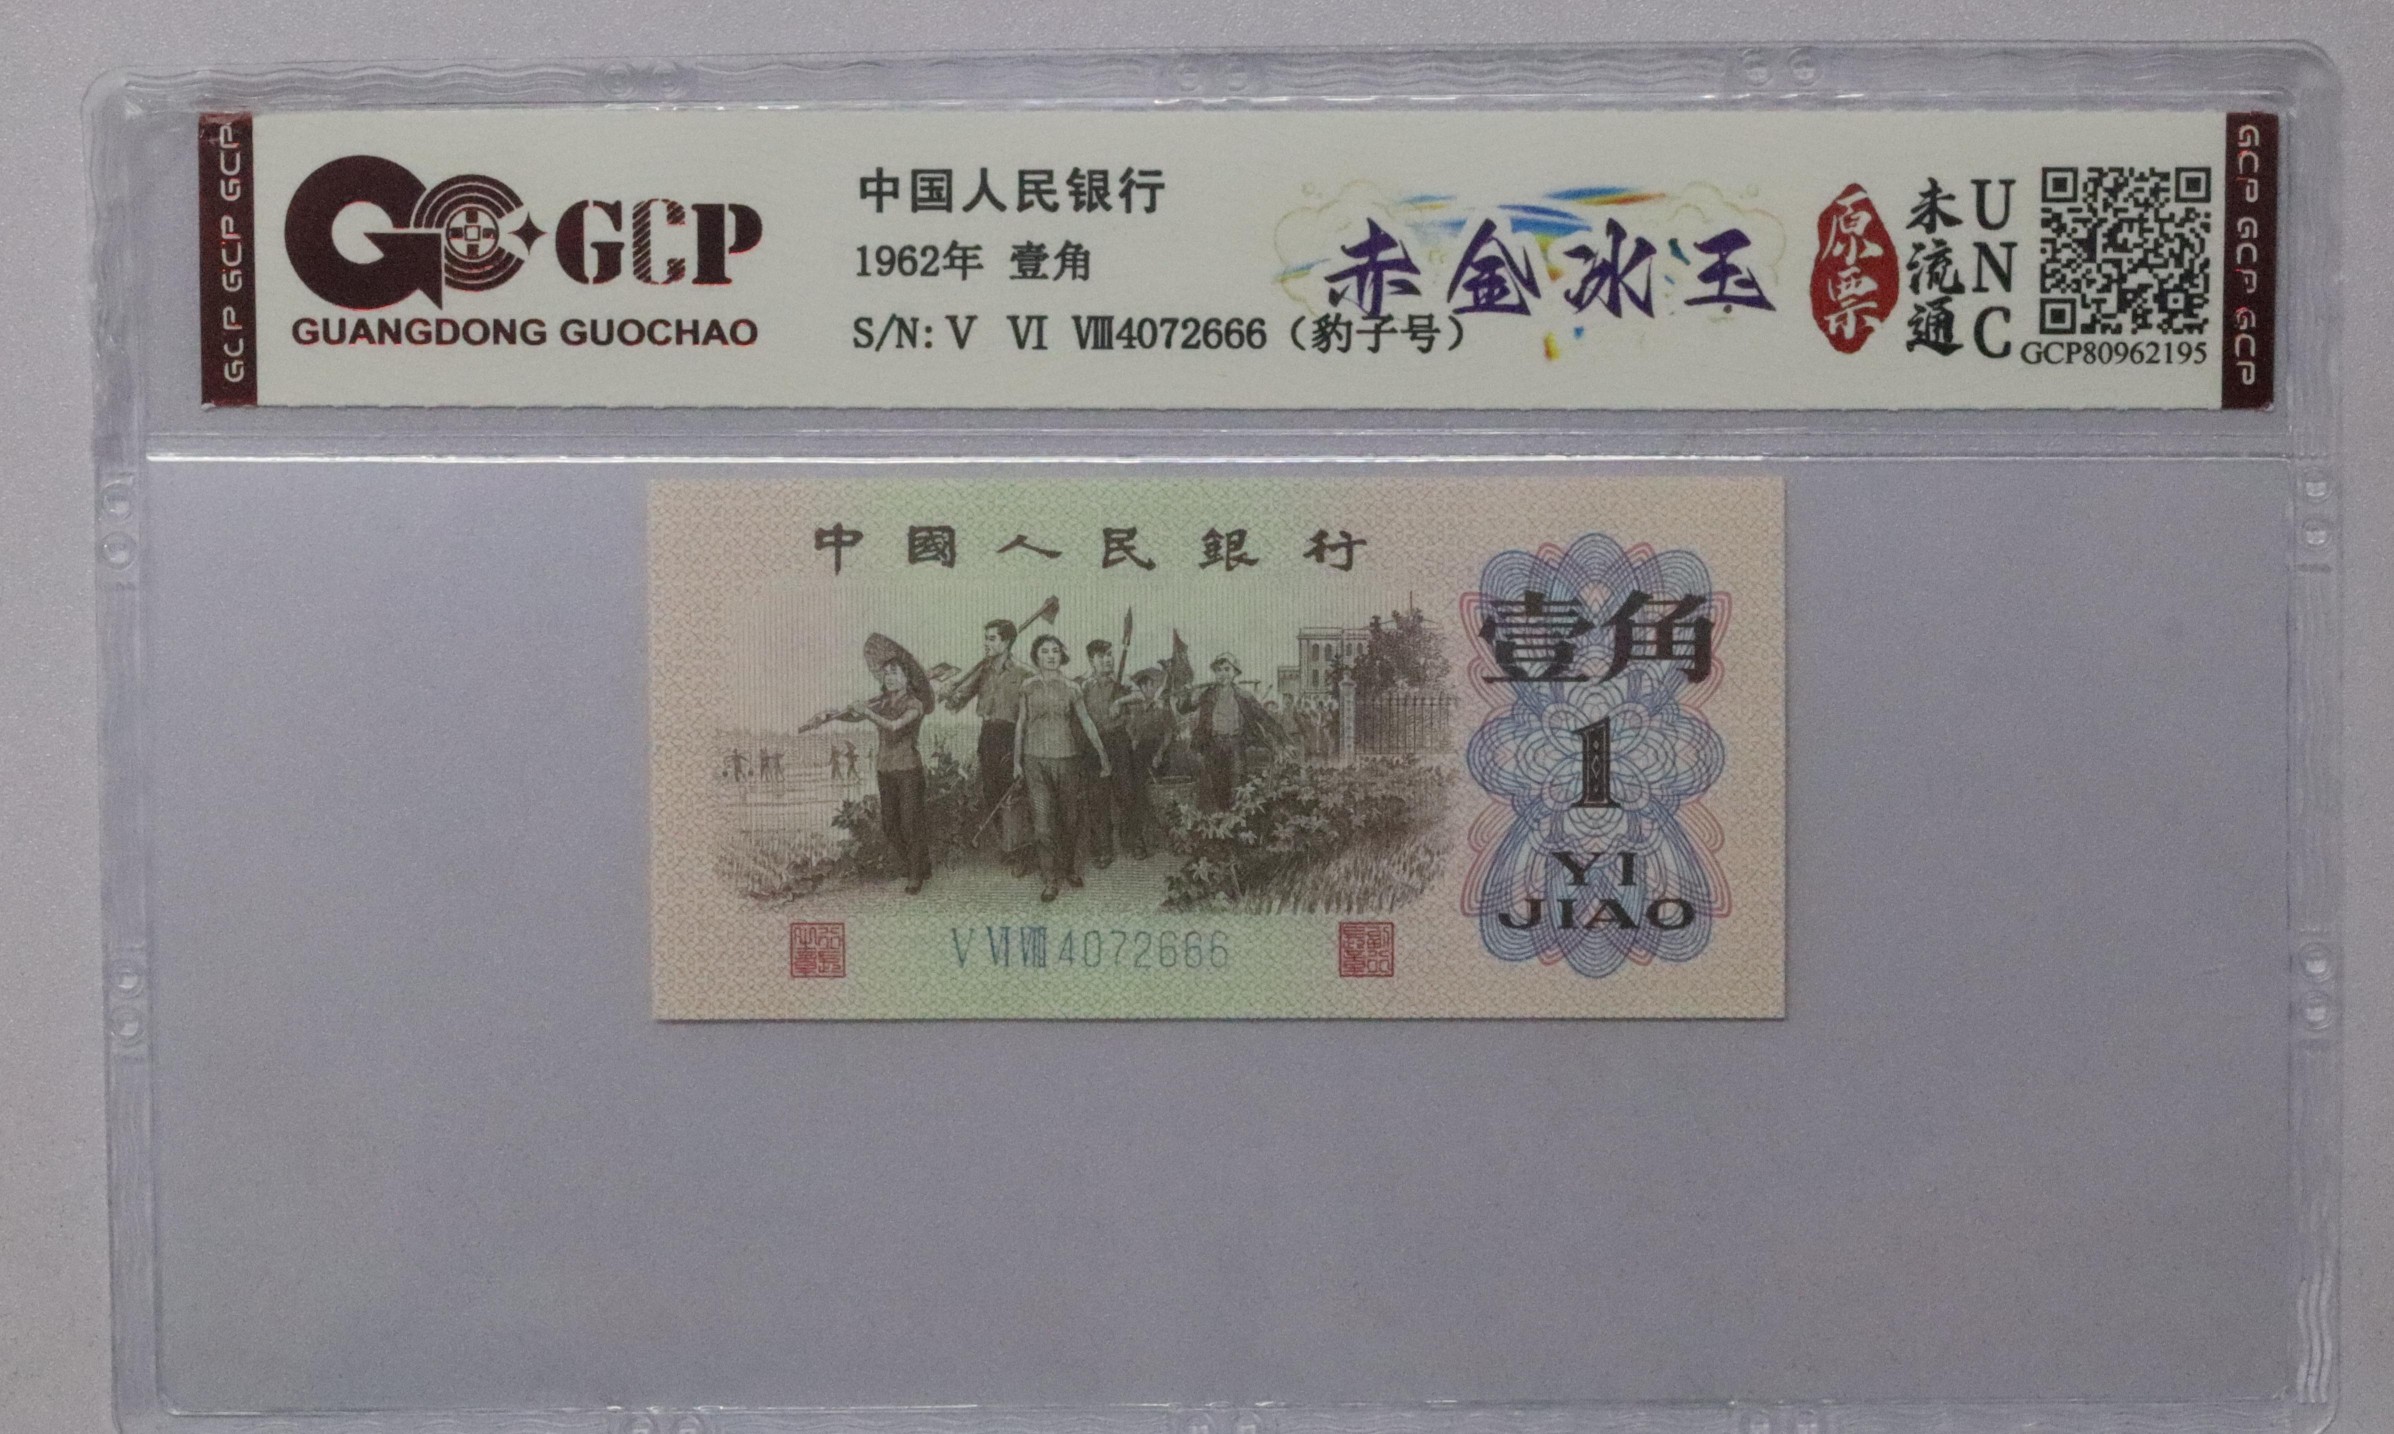 GCP GCP GCP
GCP
GUANGDONG GUOCHAO
中国人民银行
1962年 壹角
S/N: Ⅴ Ⅵ Ⅷ4072666（豹子号）
赤金冰玉
原票
未流通
UNC
GCP80962195
GCP GCP GCP
中國人民銀行
壹角
1
YI
JIAO
Ⅴ Ⅵ Ⅷ 4072666